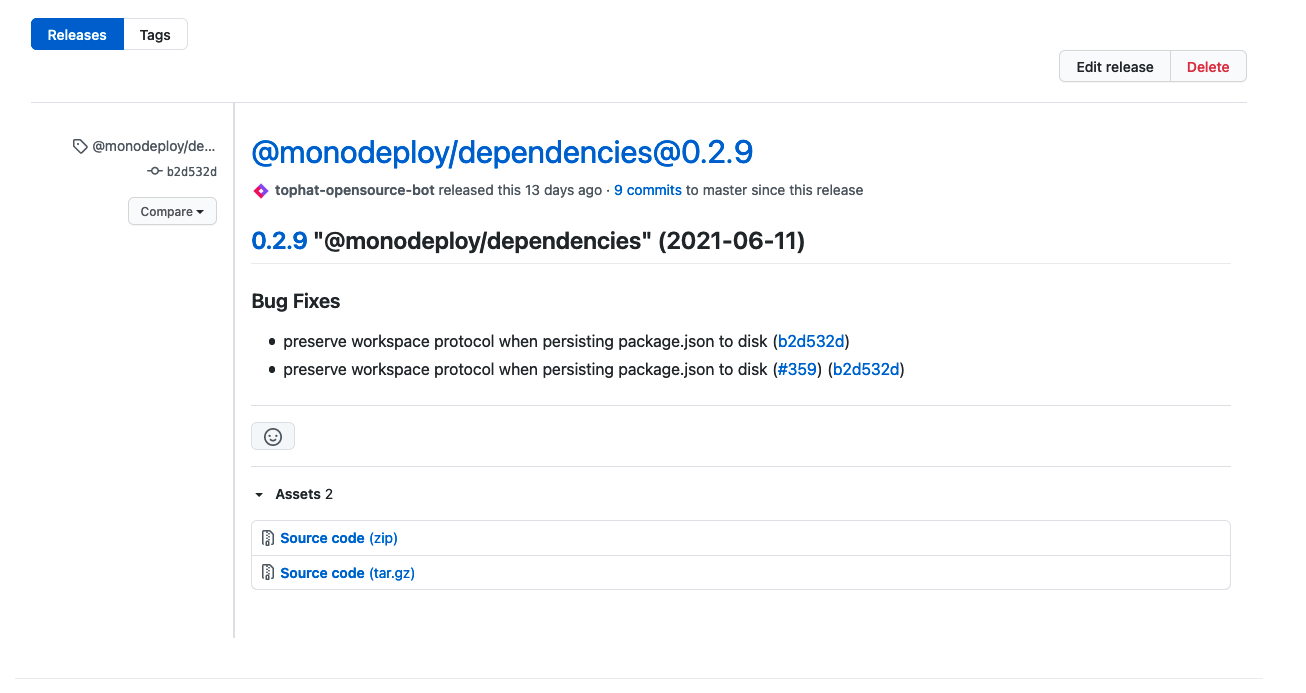 Releases Tags
Edit release Delete
@monodeploy/de...
b2d532d
Compare
@monodeploy/dependencies@0.2.9
tophat-opensource-bot released this 13 days ago · 9 commits to master since this release
0.2.9 "@monodeploy/dependencies" (2021-06-11)
Bug Fixes
• preserve workspace protocol when persisting package.json to disk (b2d532d)
• preserve workspace protocol when persisting package.json to disk (#359) (b2d532d)
Assets 2
Source code (zip)
Source code (tar.gz)